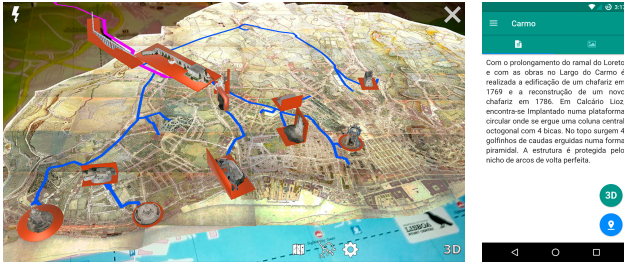 3D
LISBOA
3:17
Carmo
Com o prolongamento do ramal do Loreto
e com as obras no Largo do Carmo é
realizada a edificação de um chafariz em
1769 e a reconstrução de um novo
chafariz em 1786. Em Calcário Lioz,
encontra-se Implantado numa plataforma
circular onde se ergue uma coluna central
octogonal com 4 bicas. No topo surgem 4
golfinhos de caudas erguidas numa forma
piramidal. A estrutura é protegida pelo
nicho de arcos de volta perfeita.
3D